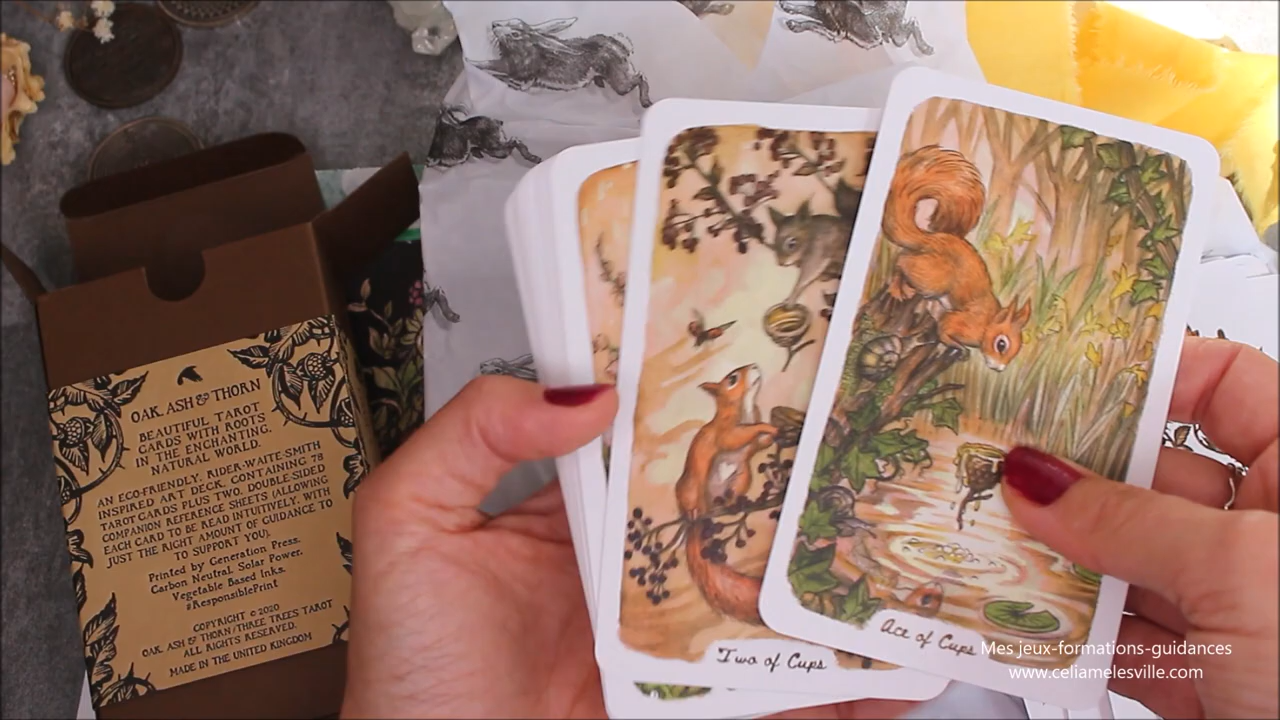 OAK, ASH & THORN
BEAUTIFUL TAROT
CARDS WITH ROOTS
IN THE ENCHANTING,
NATURAL WORLD.
AN ECO-FRIENDLY, RIDER-WAITE-SMITH
INSPIRED ART DECK, CONTAINING 78
TAROT CARDS PLUS TWO, DOUBLE-SIDED
COMPANION REFERENCE SHEETS (ALLOWING
EACH CARD TO BE READ INTUITIVELY, WITH
JUST THE RIGHT AMOUNT OF GUIDANCE TO
TO SUPPORT YOU).
Printed by Generation Press.
Carbon Neutral. Solar Power.
Vegetable Based Inks.
#ResponsiblePrint
COPYRIGHT © 2020
OAK, ASH & THORN/THREE TREES TAROT
ALL RIGHTS RESERVED.
MADE IN THE UNITED KINGDOM
Two of Cups
Ace of Cups
Mes jeux-formations-guidances
www.celiamelesville.com